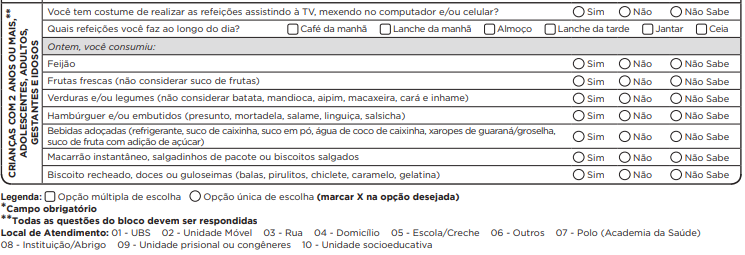 CRIANÇAS COM 2 ANOS OU MAIS,**
ADOLESCENTES, ADULTOS,
GESTANTES E IDOSOS
Você tem costume de realizar as refeições assistindo à TV, mexendo no computador e/ou celular? Sim Não Não Sabe
Quais refeições você faz ao longo do dia? Café da manhã Lanche da manhã Almoço Lanche da tarde Jantar Ceia
Ontem, você consumiu:
Feijão Sim Não Não Sabe
Frutas frescas (não considerar suco de frutas) Sim Não Não Sabe
Verduras e/ou legumes (não considerar batata, mandioca, aipim, macaxeira, cará e inhame) Sim Não Não Sabe
Hambúrguer e/ou embutidos (presunto, mortadela, salame, linguiça, salsicha) Sim Não Não Sabe
Bebidas adoçadas (refrigerante, suco de caixinha, suco em pó, água de coco de caixinha, xaropes de guaraná/groselha,
suco de fruta com adição de açúcar) Sim Não Não Sabe
Macarrão instantâneo, salgadinhos de pacote ou biscoitos salgados Sim Não Não Sabe
Biscoito recheado, doces ou guloseimas (balas, pirulitos, chiclete, caramelo, gelatina) Sim Não Não Sabe
Legenda: Opção múltipla de escolha Opção única de escolha (marcar X na opção desejada)
*Campo obrigatório
**Todas as questões do bloco devem ser respondidas
Local de Atendimento: 01 - UBS 02 - Unidade Móvel 03 - Rua 04 - Domicílio 05 - Escola/Creche 06 - Outros 07 - Polo (Academia da Saúde)
08 - Instituição/Abrigo 09 - Unidade prisional ou congêneres 10 - Unidade socioeducativa